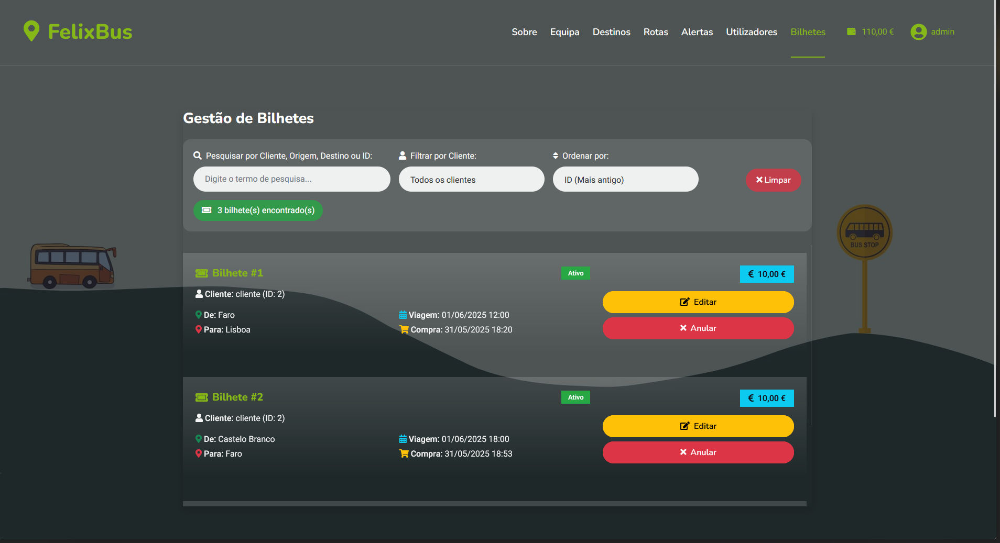 FelixBus
Sobre Equipa Destinos Rotas Alertas Utilizadores Bilhetes 110,00 € admin
Gestão de Bilhetes
Pesquisar por Cliente, Origem, Destino ou ID: Filtrar por Cliente: Ordenar por:
Digite o termo de pesquisa... Todos os clientes ID (Mais antigo) Limpar
3 bilhete(s) encontrado(s)
BUS STOP
Bilhete #1 Ativo € 10,00 €
Cliente: cliente (ID: 2)
Editar
De: Faro Viagem: 01/06/2025 12:00
Para: Lisboa Compra: 31/05/2025 18:20
Anular
Bilhete #2 Ativo € 10,00 €
Cliente: cliente (ID: 2)
Editar
De: Castelo Branco Viagem: 01/06/2025 18:00
Para: Faro Compra: 31/05/2025 18:53
Anular